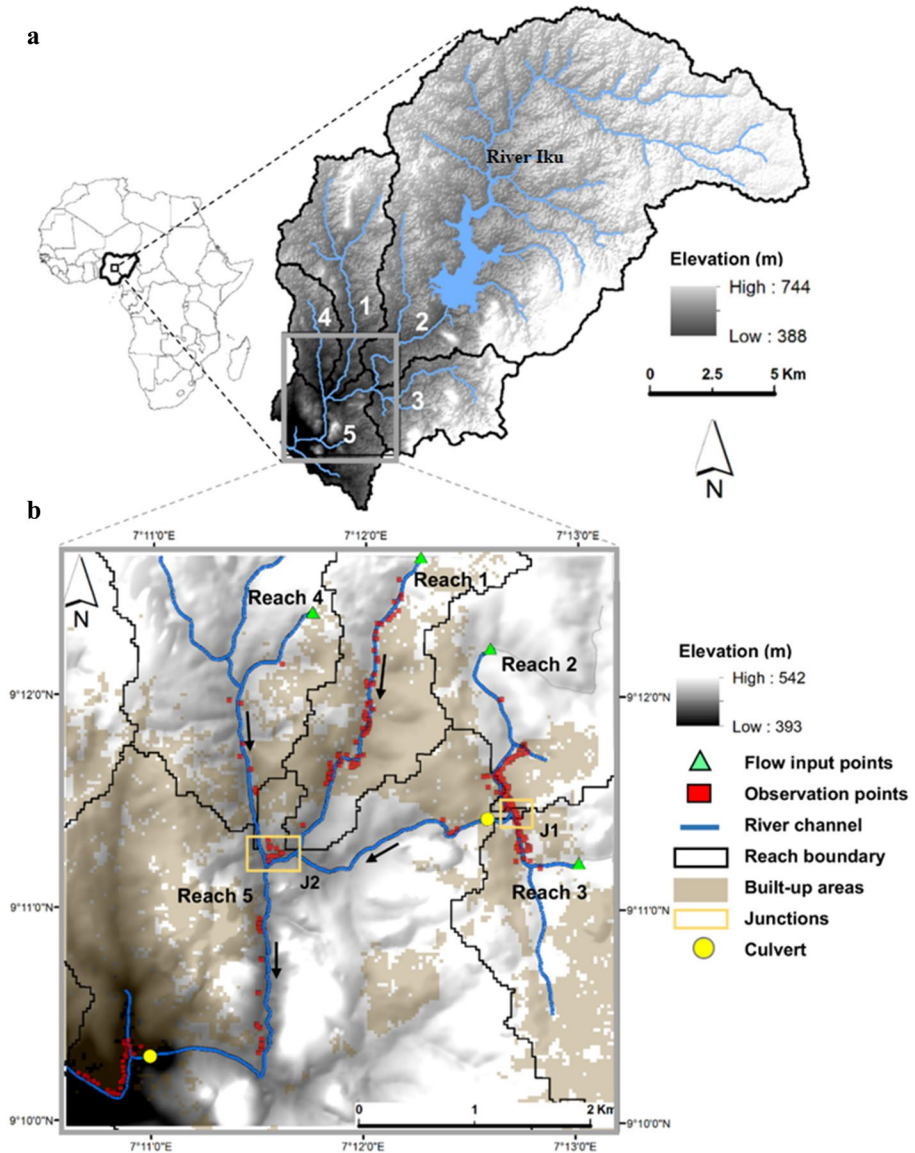 a
River Iku
Elevation (m)
High : 744
Low : 388
0 2.5 5 Km
N
1
2
3
4
5
b
7°11'0"E 7°12'0"E 7°13'0"E
N
Reach 4
Reach 1
Reach 2
9°12'0"N 9°12'0"N
J1
J2
Reach 3
Reach 5
9°11'0"N 9°11'0"N
0 1 2 Km
9°10'0"N 9°10'0"N
7°11'0"E 7°12'0"E 7°13'0"E
Elevation (m)
High : 542
Low : 393
Flow input points
Observation points
River channel
Reach boundary
Built-up areas
Junctions
Culvert